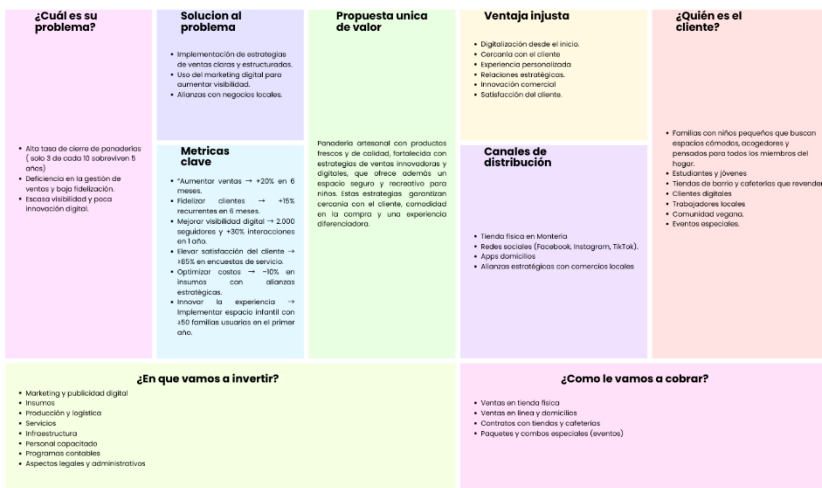 ¿Cuál es su
problema?
• Alta tasa de cierre de panaderías
( solo 3 de cada 10 sobreviven 5
años)
• Deficiencia en la gestión de
ventas y baja fidelización.
• Escasa visibilidad y poca
innovación digital.
Solucion al
problema
• Implementación de estrategias
de ventas claras y estructurados.
• Uso del marketing digital para
aumentar visibilidad.
• Alianzas con negocios locales.
Metricas
clave
• "Aumentar ventas → +20% en 6
meses.
• Fidelizar clientes → +15%
recurrentes en 6 meses.
• Mejorar visibilidad digital → 2.000
seguidores y +30% interacciones
en 1 año.
• Elevar satisfacción del cliente →
≥85% en encuestas de servicio.
• Optimizar costos → –10% en
insumos con alianzas
estratégicas.
• Innovar la experiencia →
Implementar espacio infantil con
≥50 familias usuarias en el primer
año.
Propuesta unica
de valor
Panadería artesanal con productos
frescos y de calidad, fortalecida con
estrategias de ventas innovadoras y
digitales, que ofrece además un
espacio seguro y recreativo para
niños. Estas estrategias garantizan
cercanía con el cliente, comodidad
en la compra y una experiencia
diferenciadora.
Ventaja injusta
• Digitalización desde el inicio.
• Cercanía con el cliente
• Experiencia personalizada
• Relaciones estratégicas.
• Innovación comercial
• Satisfacción del cliente.
Canales de
distribución
• Tienda física en Montería
• Redes sociales (Facebook, Instagram, TikTok).
• Apps domicilios
• Alianzas estratégicas con comercios locales
¿Quién es el
cliente?
• Familias con niños pequeños que buscan
espacios cómodos, acogedores y
pensados para todos los miembros del
hogar.
• Estudiantes y jóvenes
• Tiendas de barrio y cafeterías que revender
• Clientes digitales
• Trabajadores locales
• Comunidad vegana.
• Eventos especiales.
¿En que vamos a invertir?
• Marketing y publicidad digital
• Insumos
• Producción y logística
• Servicios
• Infraestructura
• Personal capacitado
• Programas contables
• Aspectos legales y administrativos
¿Como le vamos a cobrar?
• Ventas en tienda física
• Ventas en línea y domicilios
• Contratos con tiendas y cafeterías
• Paquetes y combos especiales (eventos)